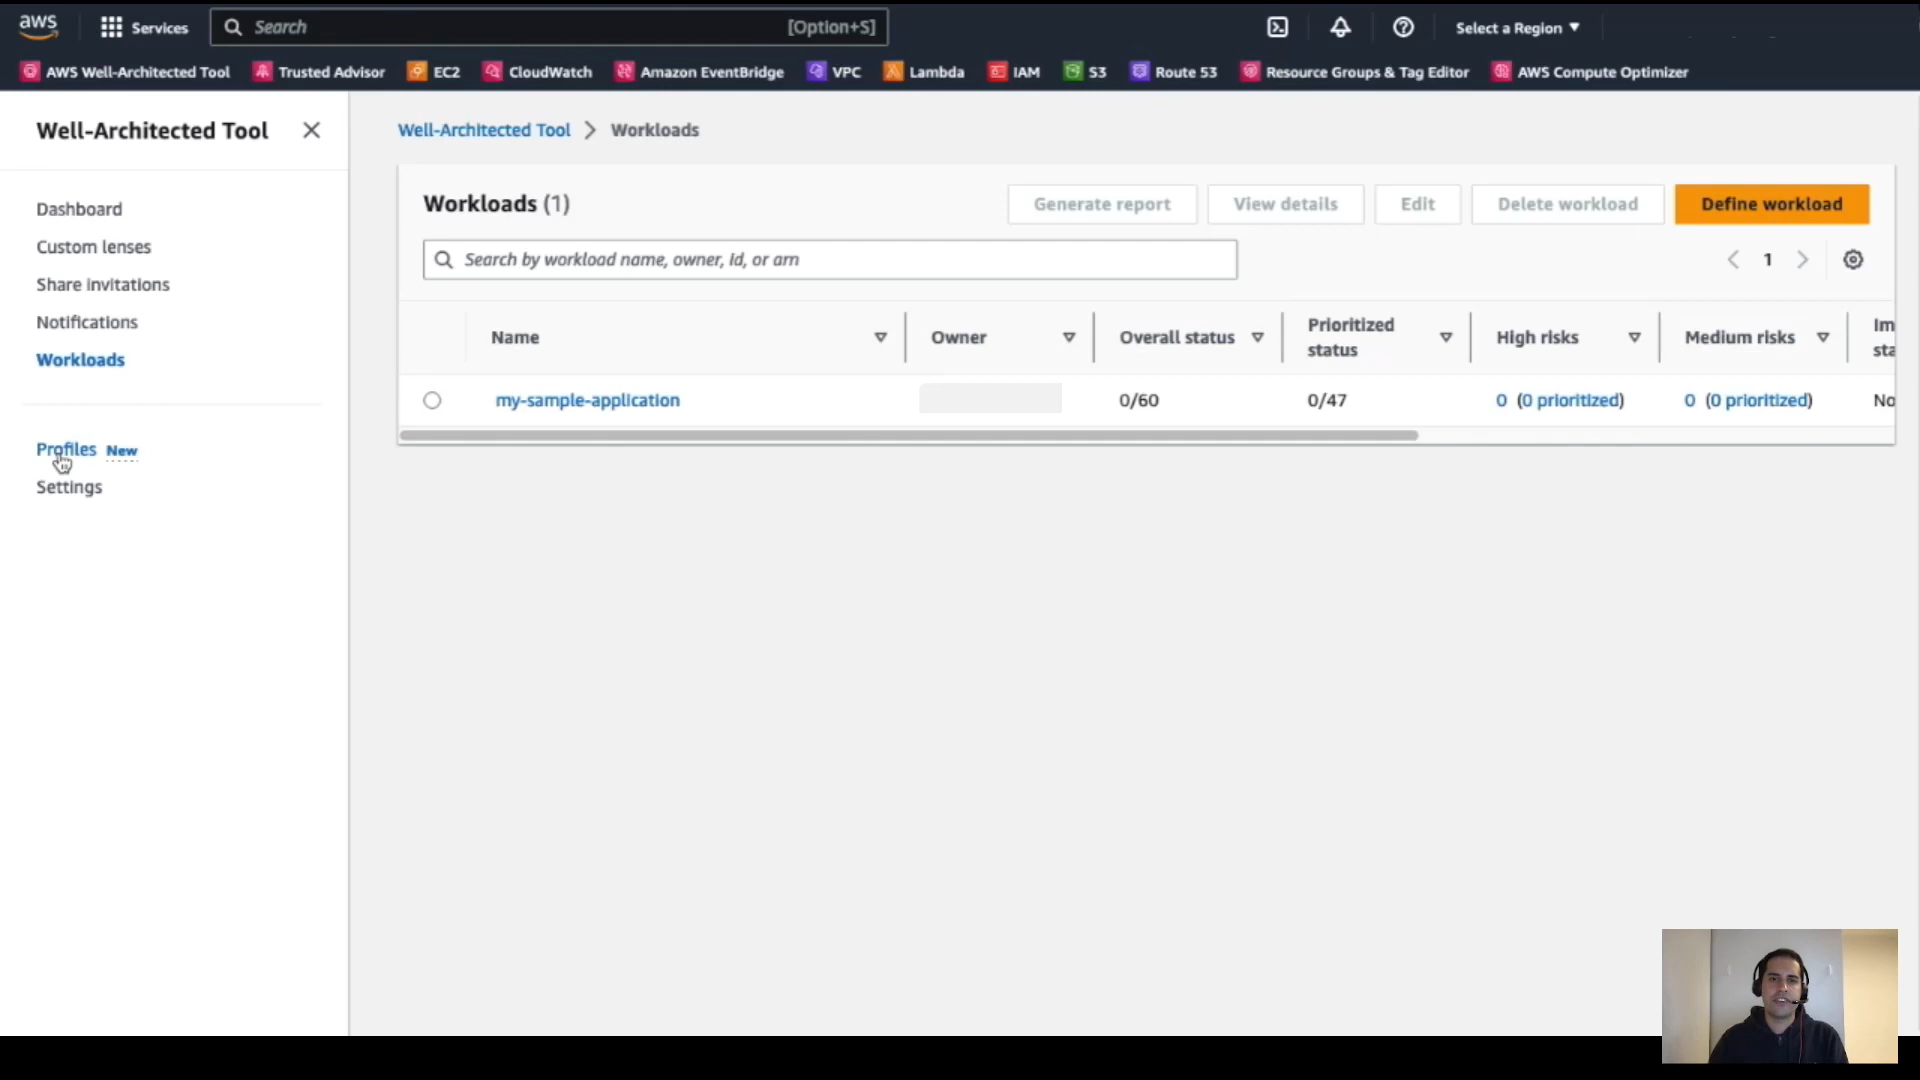 aws
Services
Search
[Option+S]
Select a Region
AWS Well-Architected Tool
Trusted Advisor
EC2
CloudWatch
Amazon EventBridge
VPC
Lambda
IAM
S3
Route 53
Resource Groups & Tag Editor
AWS Compute Optimizer
Well-Architected Tool
Dashboard
Custom lenses
Share invitations
Notifications
Workloads
Profiles New
Settings
Well-Architected Tool > Workloads
Workloads (1)
Generate report
View details
Edit
Delete workload
Define workload
Search by workload name, owner, id, or arn
1
Name
Owner
Overall status
Prioritized
status
High risks
Medium risks
Im
sta
my-sample-application
0/60
0/47
0 (0 prioritized)
0 (0 prioritized)
No